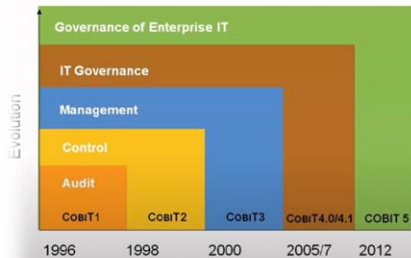 Governance of Enterprise IT
IT Governance
Management
Control
Audit
Evolution
COBIT1 COBIT2 COBIT3 COBIT4.0/4.1 COBIT 5
1996 1998 2000 2005/7 2012